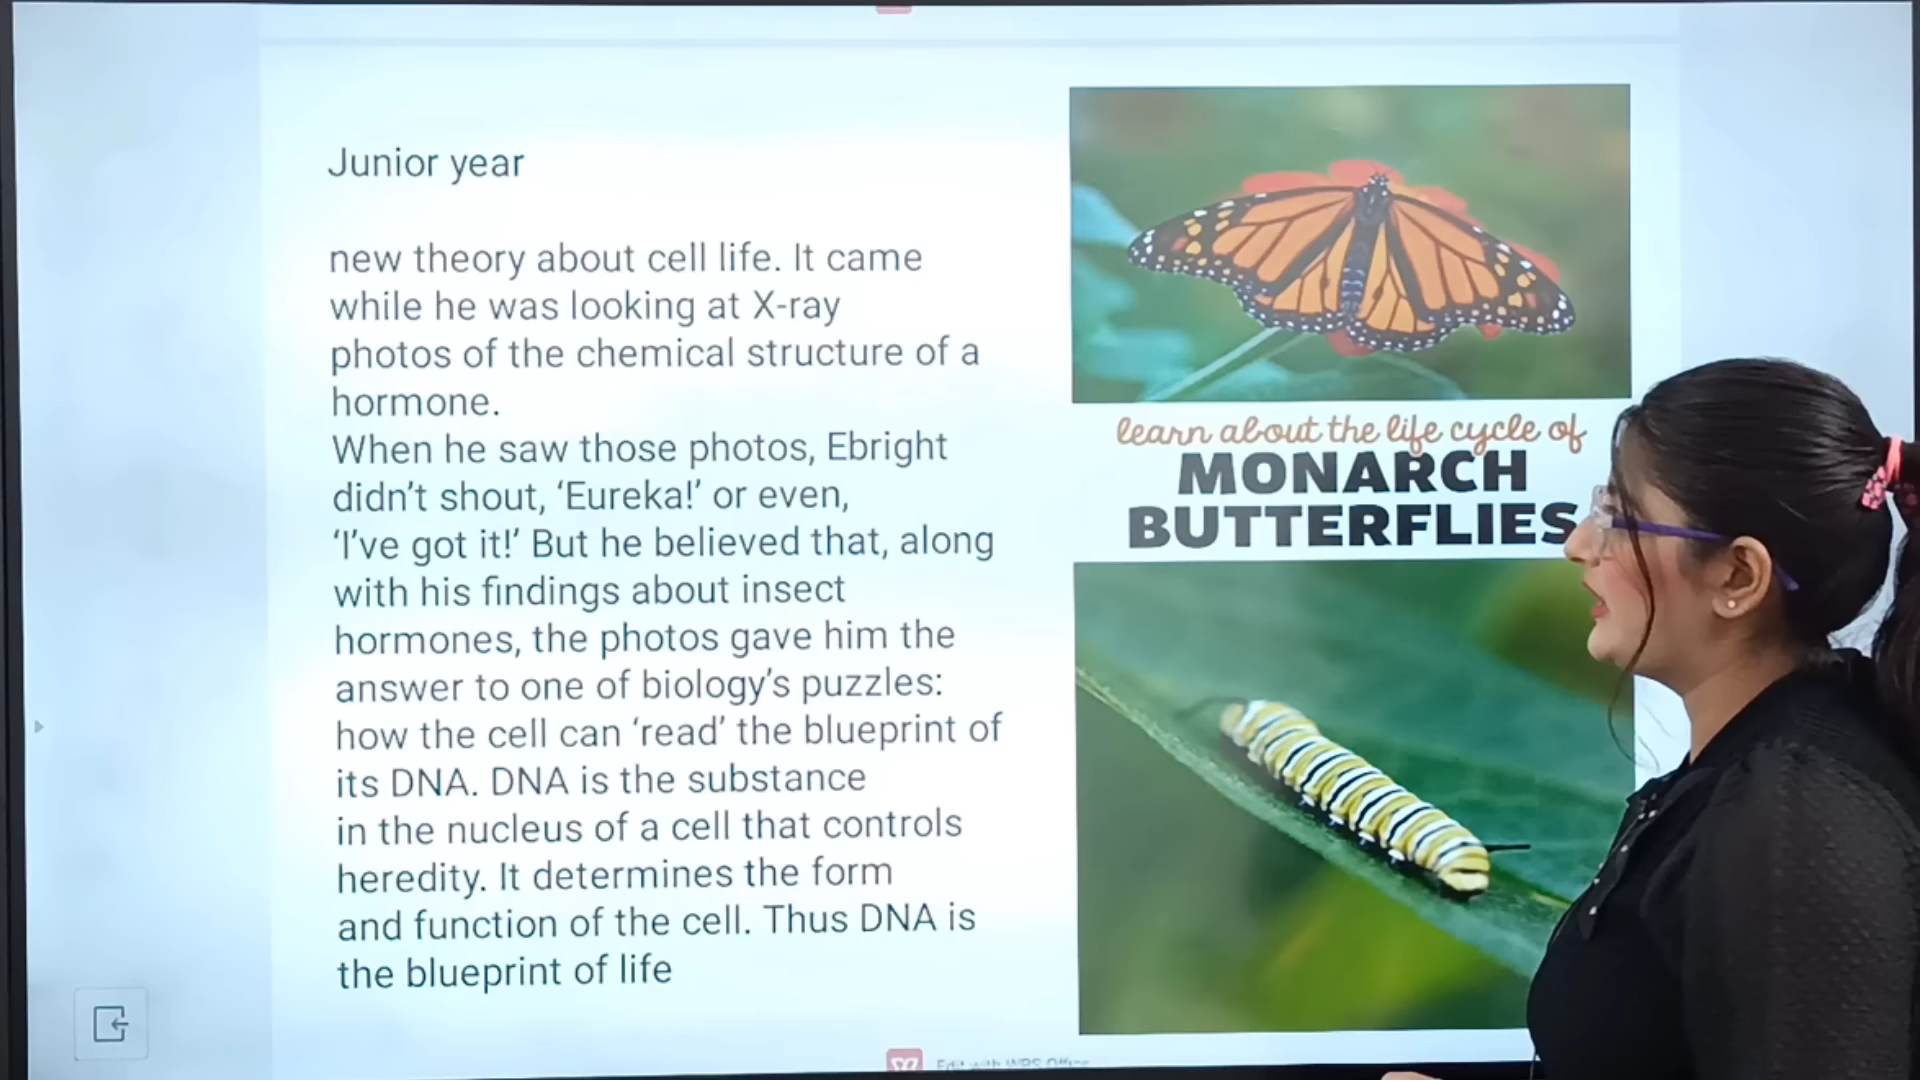 Junior year
new theory about cell life. It came
while he was looking at X-ray
photos of the chemical structure of a
hormone.
When he saw those photos, Ebright
didn't shout, ‘Eureka!’ or even,
‘I've got it!’ But he believed that, along
with his findings about insect
hormones, the photos gave him the
answer to one of biology's puzzles:
how the cell can ‘read’ the blueprint of
its DNA. DNA is the substance
in the nucleus of a cell that controls
heredity. It determines the form
and function of the cell. Thus DNA is
the blueprint of life
learn about the life cycle of
MONARCH
BUTTERFLIES
Edit with WPS Office